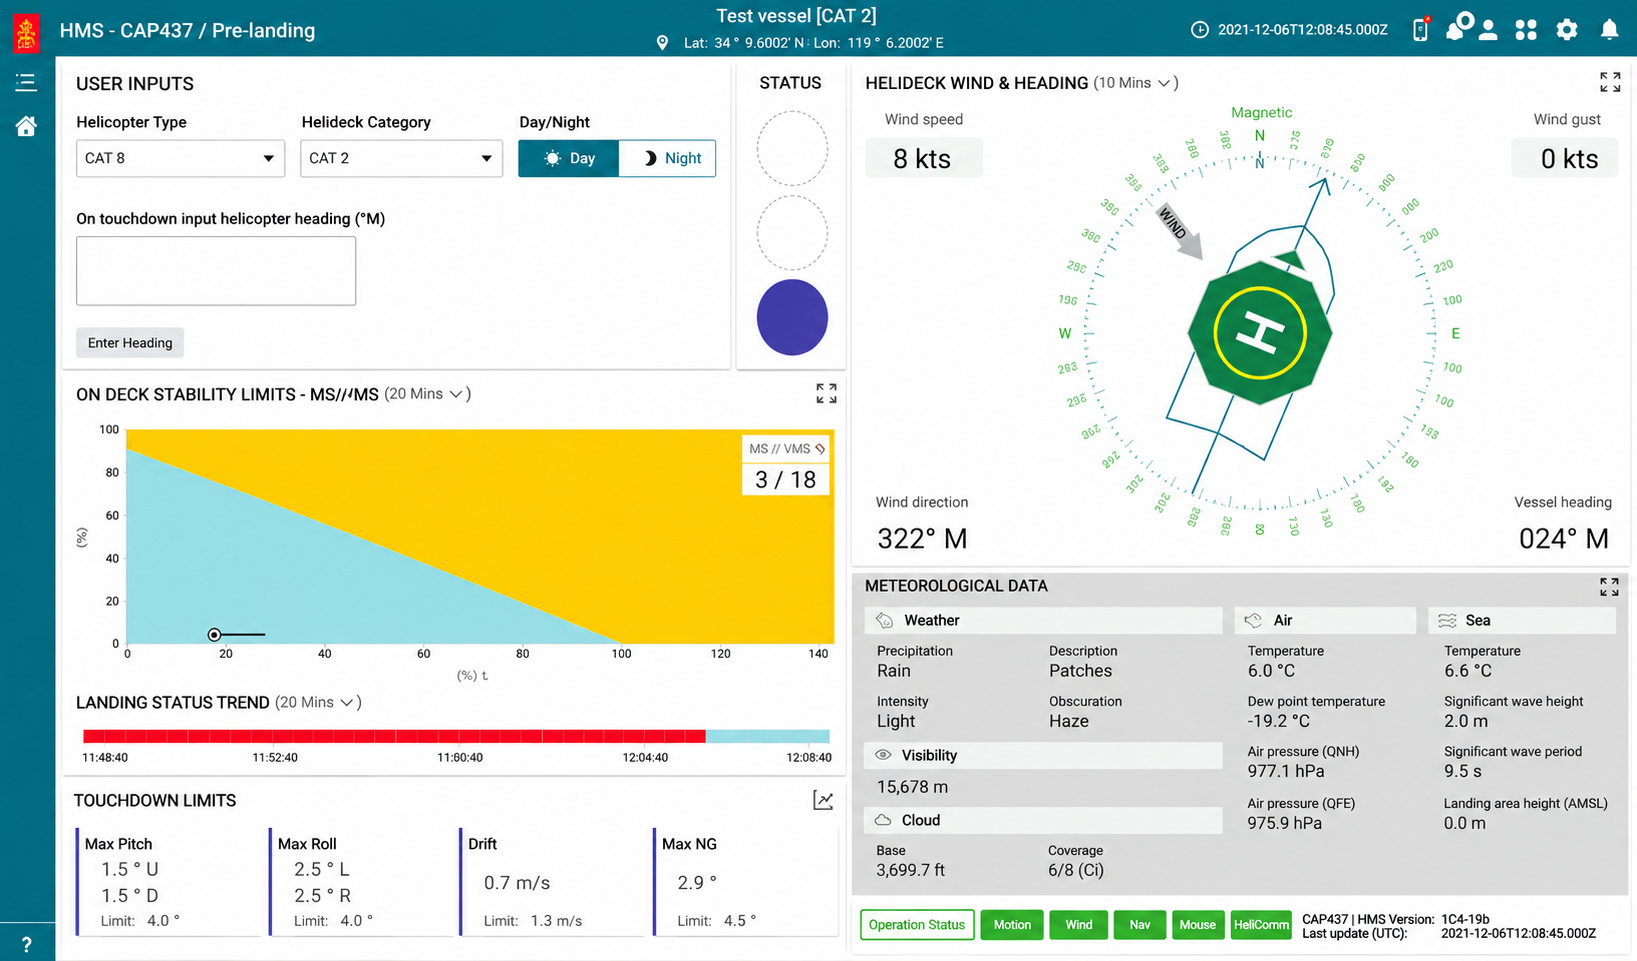 HMS - CAP437 / Pre-landing
Test vessel [CAT 2]
Lat: 34° 9.6002' N : Lon: 119° 6.2002' E
2021-12-06T12:08:45.000Z
USER INPUTS
Helicopter Type
Helideck Category
Day/Night
CAT 8
CAT 2
Day
Night
On touchdown input helicopter heading (°M)
Enter Heading
STATUS
HELIDECK WIND & HEADING (10 Mins)
Wind speed
8 kts
Wind gust
0 kts
Magnetic
N
N
WIND
W
E
H
Wind direction
322° M
Vessel heading
024° M
ON DECK STABILITY LIMITS - MS//MS (20 Mins)
MS // VMS
3 / 18
100
80
60
40
20
0
(%)
0 20 40 60 80 100 120 140
(%) t
LANDING STATUS TREND (20 Mins)
11:48:40 11:52:40 11:60:40 12:04:40 12:08:40
TOUCHDOWN LIMITS
Max Pitch
1.5 ° U
1.5 ° D
Limit: 4.0 °
Max Roll
2.5 ° L
2.5 ° R
Limit: 4.0 °
Drift
0.7 m/s
Limit: 1.3 m/s
Max NG
2.9 °
Limit: 4.5 °
METEOROLOGICAL DATA
Weather
Precipitation
Rain
Description
Patches
Intensity
Light
Obscuration
Haze
Visibility
15,678 m
Cloud
Base
3,699.7 ft
Coverage
6/8 (Ci)
Air
Temperature
6.0 °C
Dew point temperature
-19.2 °C
Air pressure (QNH)
977.1 hPa
Air pressure (QFE)
975.9 hPa
Sea
Temperature
6.6 °C
Significant wave height
2.0 m
Significant wave period
9.5 s
Landing area height (AMSL)
0.0 m
Operation Status
Motion
Wind
Nav
Mouse
HeliComm
CAP437 | HMS Version: 1C4-19b
Last update (UTC): 2021-12-06T12:08:45.000Z
?